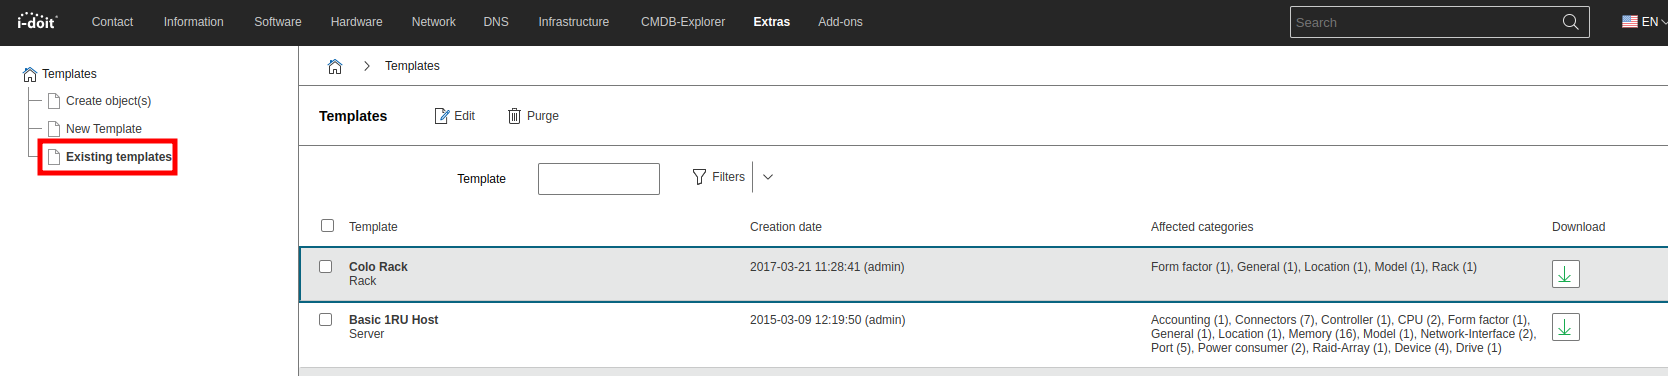 i-doit Contact Information Software Hardware Network DNS Infrastructure CMDB-Explorer Extras Add-ons Search EN
Templates
Create object(s)
New Template
Existing templates
Templates
Templates Edit Purge
Template Filters
Template Creation date Affected categories Download
Colo Rack 2017-03-21 11:28:41 (admin) Form factor (1), General (1), Location (1), Model (1), Rack (1)
Rack
Basic 1RU Host 2015-03-09 12:19:50 (admin) Accounting (1), Connectors (7), Controller (1), CPU (2), Form factor (1),
Server General (1), Location (1), Memory (16), Model (1), Network-Interface (2),
Port (5), Power consumer (2), Raid-Array (1), Device (4), Drive (1)